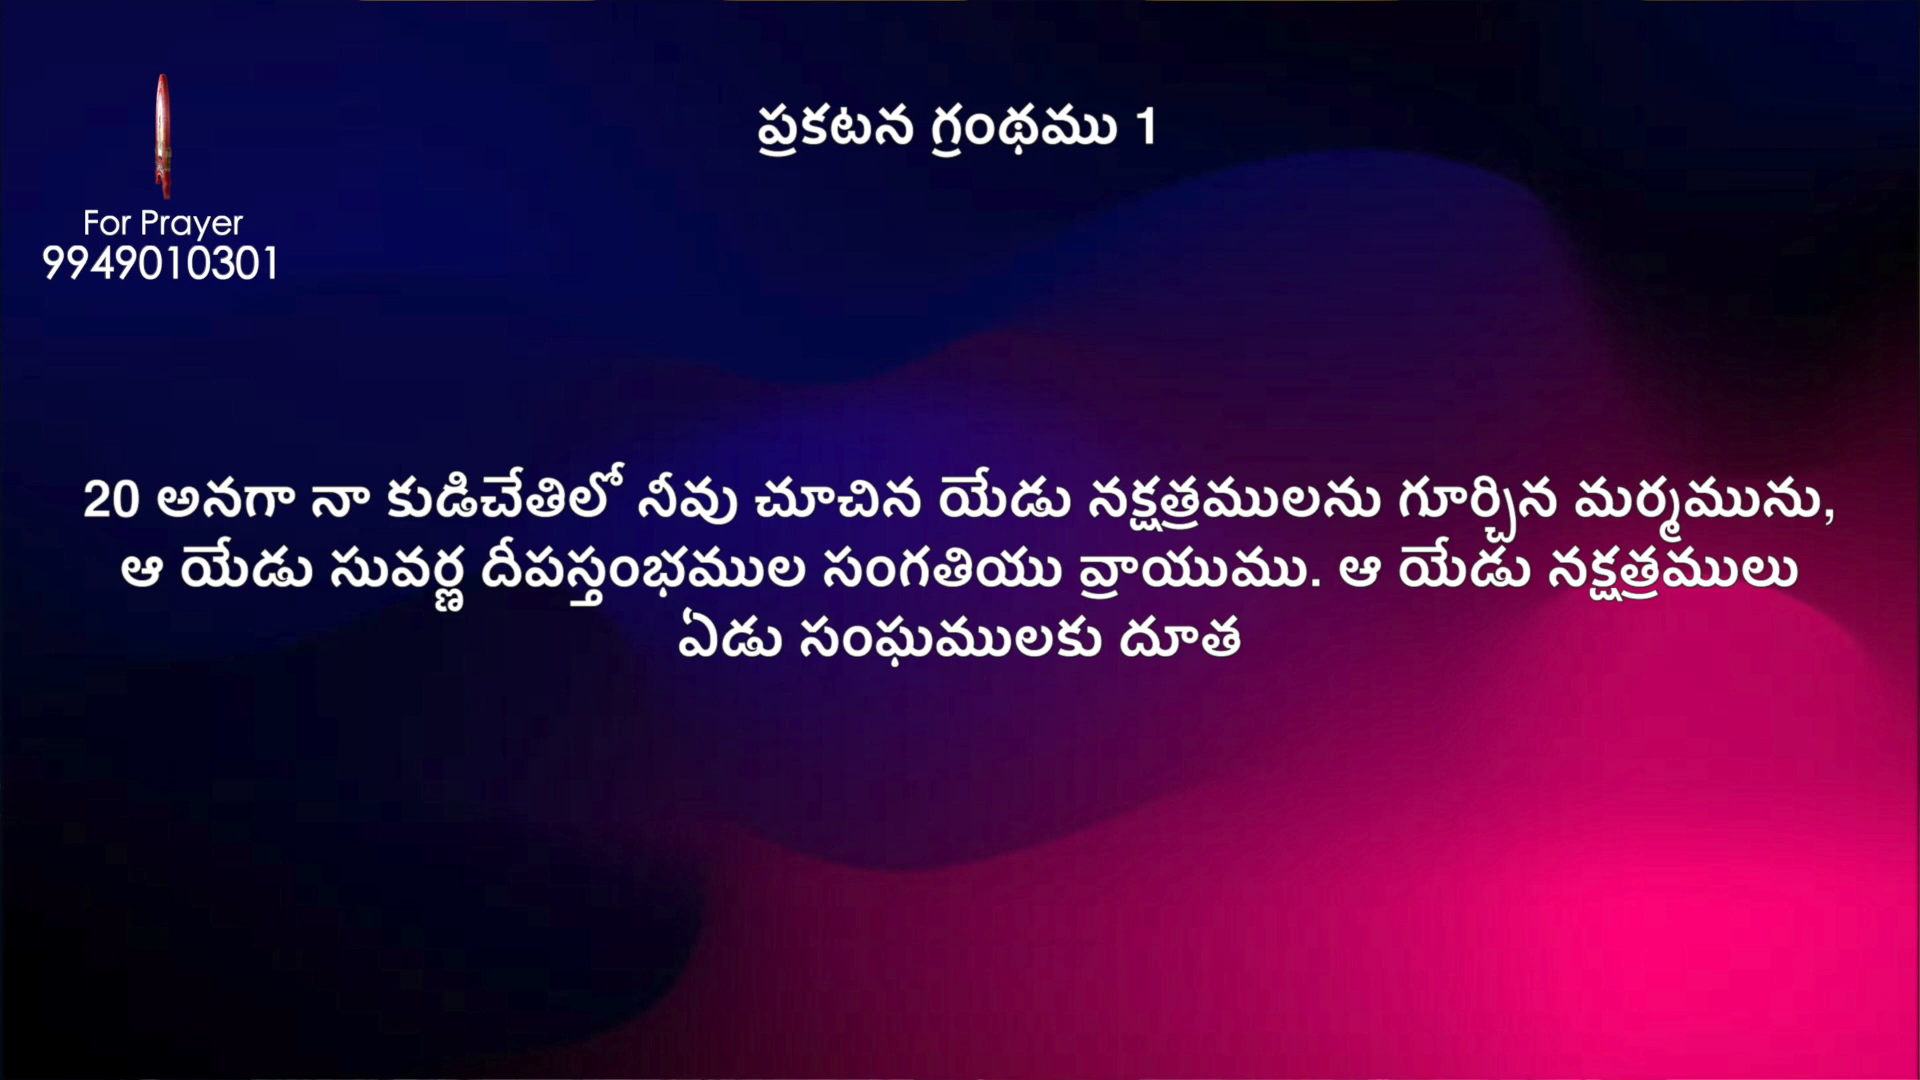 ప్రకటన గ్రంథము 1
For Prayer
9949010301
20 అనగా నా కుడిచేతిలో నీవు చూచిన యేడు నక్షత్రములను గూర్చిన మర్మమును,
ఆ యేడు సువర్ణ దీపస్తంభముల సంగతియు వ్రాయుము. ఆ యేడు నక్షత్రములు
ఏడు సంఘములకు దూత